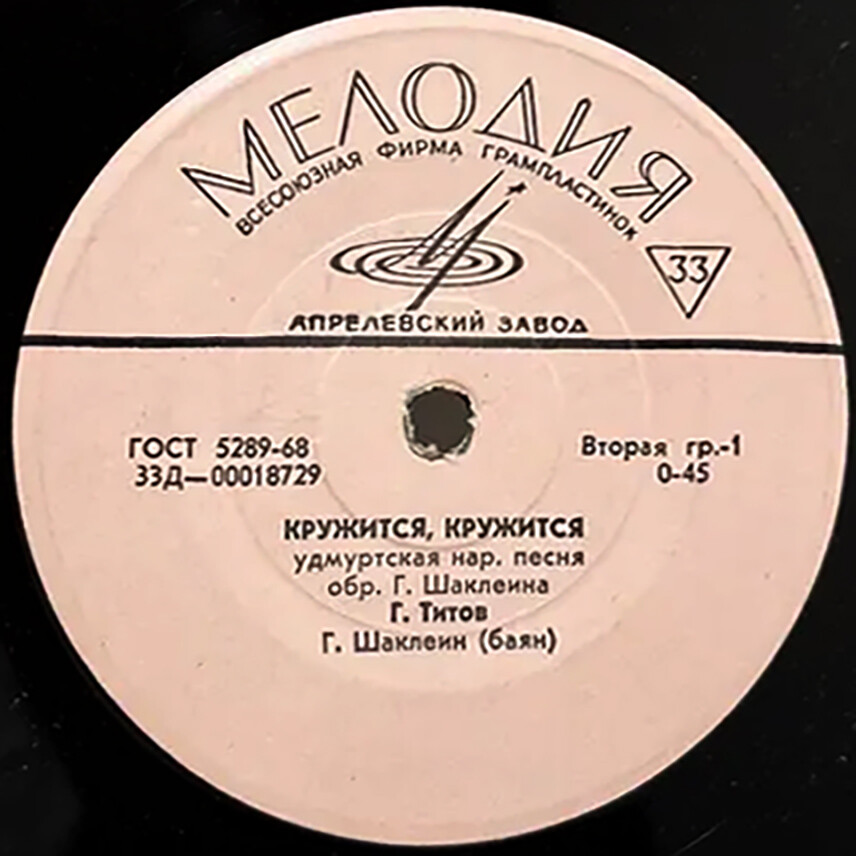 МЕЛОДИЯ
ВСЕСОЮЗНАЯ ФИРМА ГРАМПЛАСТИНОК
33
АПРЕЛЕВСКИЙ ЗАВОД
ГОСТ 5289-68
33Д—00018729
Вторая гр.-1
0-45
КРУЖИТСЯ, КРУЖИТСЯ
удмуртская нар. песня
обр. Г. Шаклеина
Г. Титов
Г. Шаклеин (баян)